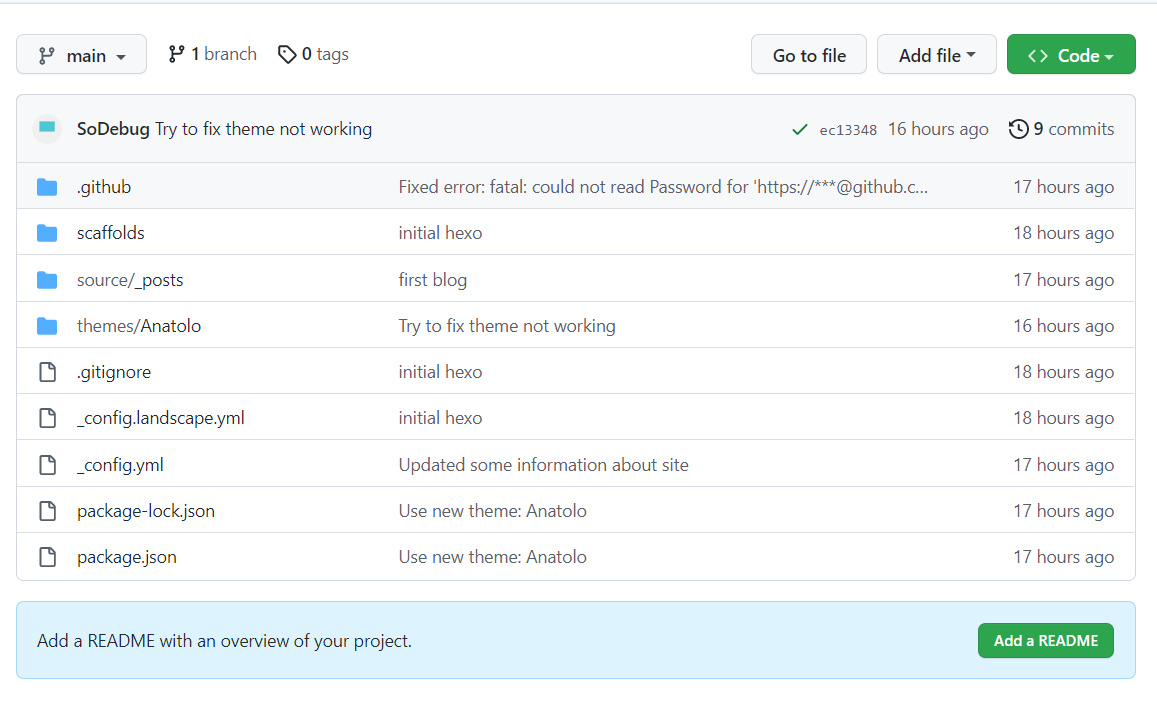 main 1 branch 0 tags Go to file Add file Code
SoDebug Try to fix theme not working ec13348 16 hours ago 9 commits
.github Fixed error: fatal: could not read Password for 'https://***@github.c... 17 hours ago
scaffolds initial hexo 18 hours ago
source/_posts first blog 17 hours ago
themes/Anatolo Try to fix theme not working 16 hours ago
.gitignore initial hexo 18 hours ago
_config.landscape.yml initial hexo 18 hours ago
_config.yml Updated some information about site 17 hours ago
package-lock.json Use new theme: Anatolo 17 hours ago
package.json Use new theme: Anatolo 17 hours ago
Add a README with an overview of your project. Add a README